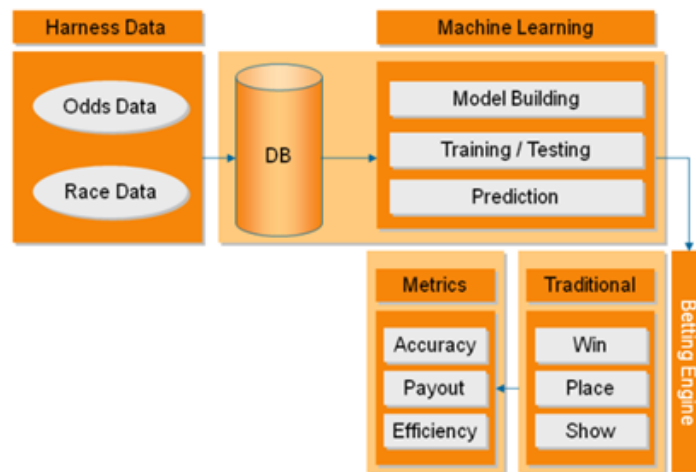 Harness Data
Machine Learning
Odds Data
Race Data
DB
Model Building
Training / Testing
Prediction
Metrics
Accuracy
Payout
Efficiency
Traditional
Win
Place
Show
Betting Engine